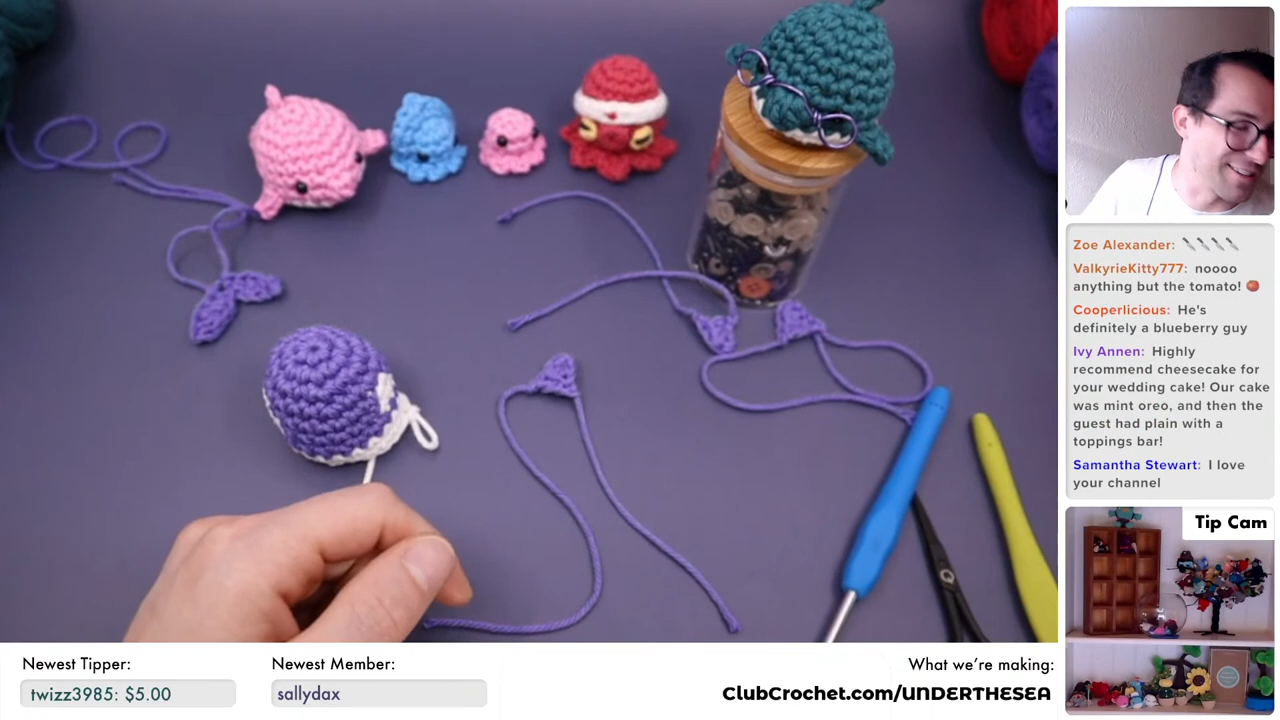 Zoe Alexander: 🔪🔪🔪🔪
ValkyrieKitty777: noooo
anything but the tomato! 🍅
Cooperlicious: He's
definitely a blueberry guy
Ivy Annen: Highly
recommend cheesecake for
your wedding cake! Our cake
was mint oreo, and then the
guest had plain with a
toppings bar!
Samantha Stewart: I love
your channel
Tip Cam
Newest Tipper:
twizz3985: $5.00
Newest Member:
sallydax
What we're making:
ClubCrochet.com/UNDERTHESEA